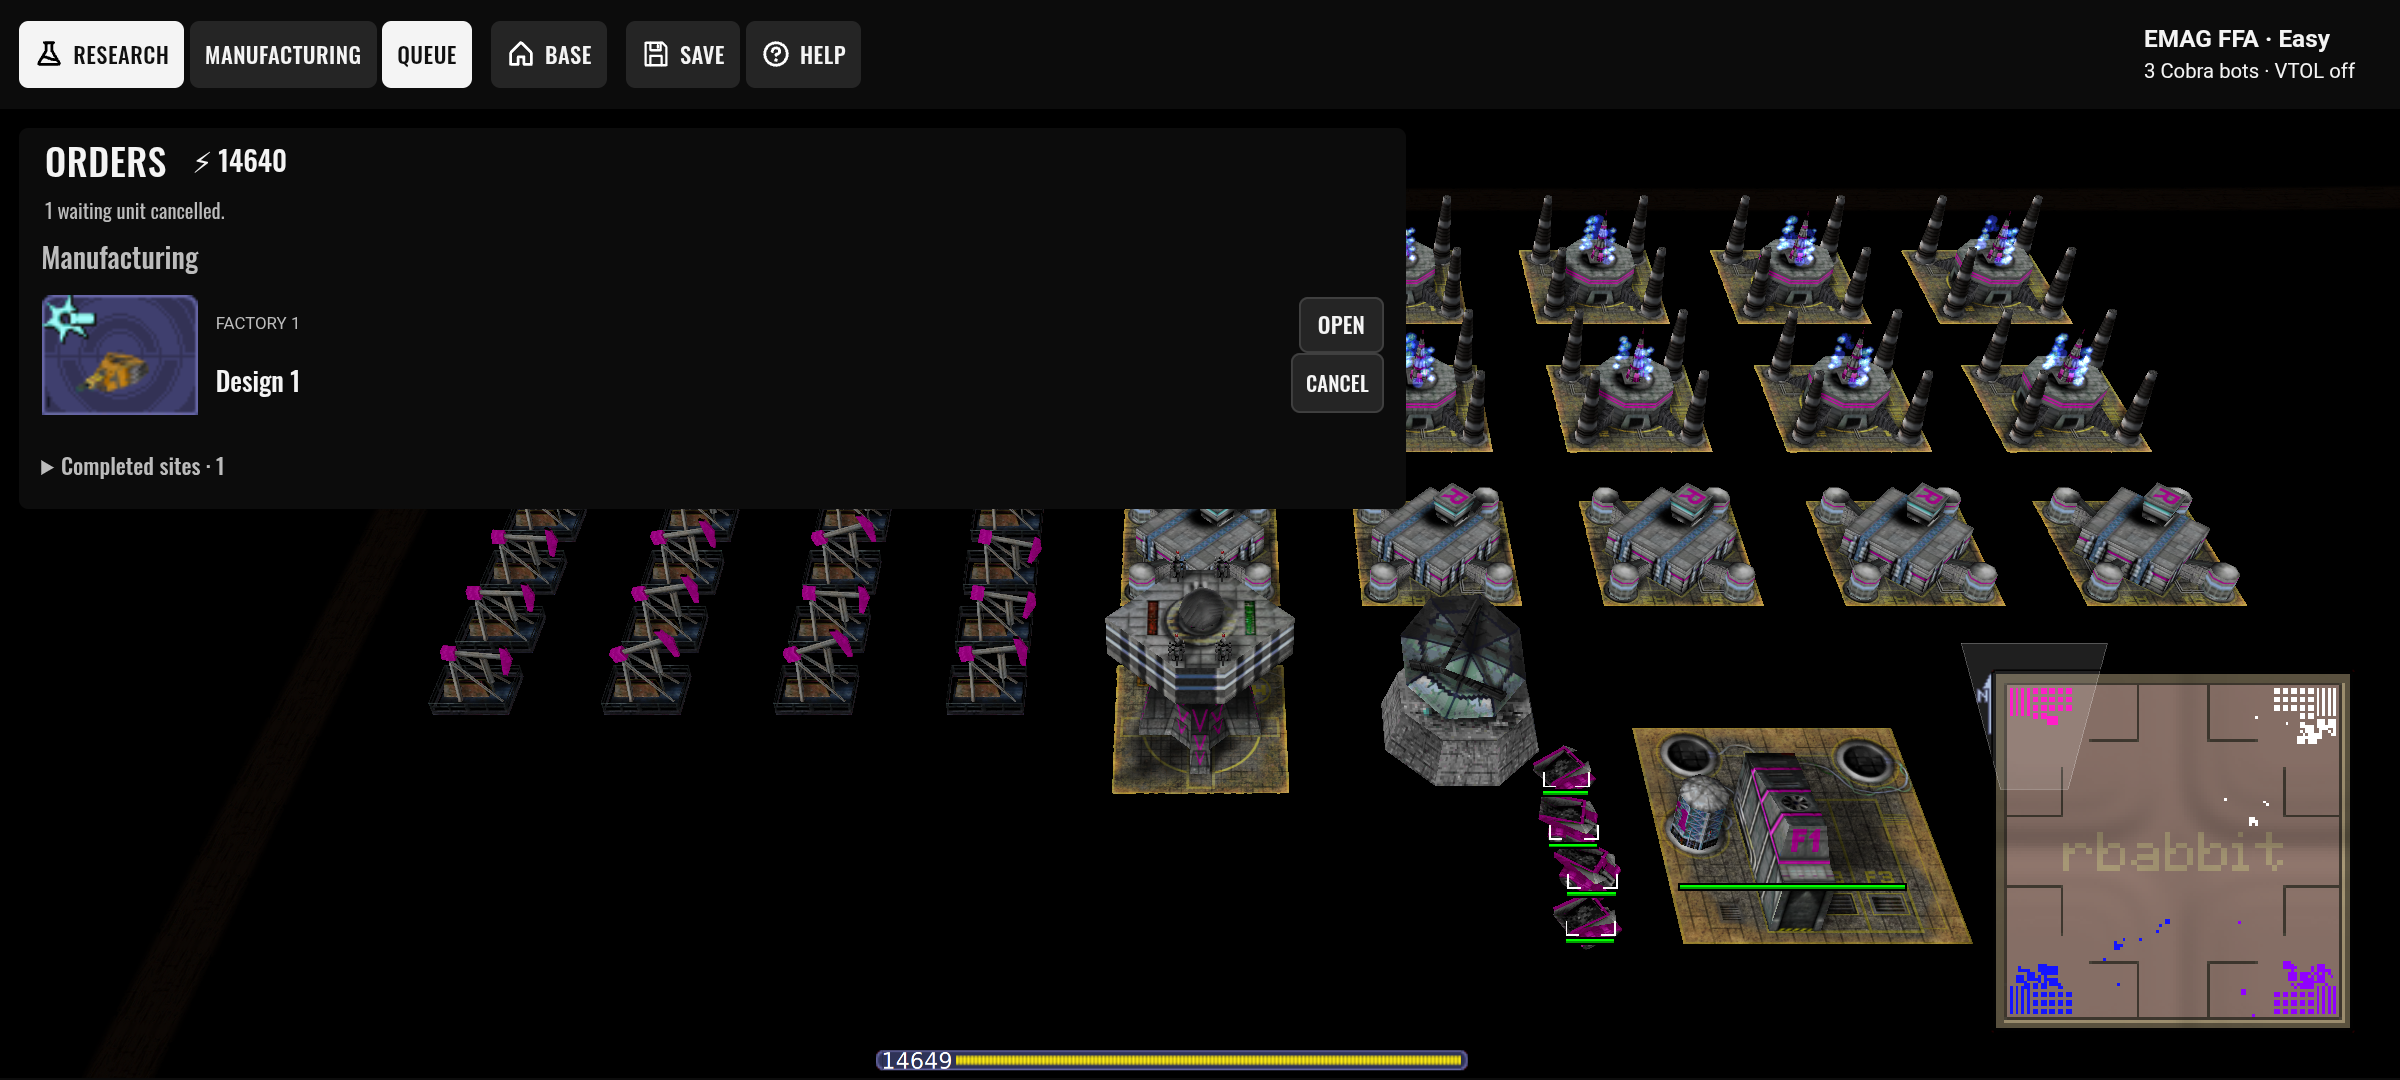 RESEARCH
MANUFACTURING
QUEUE
BASE
SAVE
HELP
EMAG FFA · Easy
3 Cobra bots · VTOL off
ORDERS ⚡ 14640
1 waiting unit cancelled.
Manufacturing
FACTORY 1
Design 1
OPEN
CANCEL
▶ Completed sites · 1
R
R
R
R
F1
N
rbabbit
14649